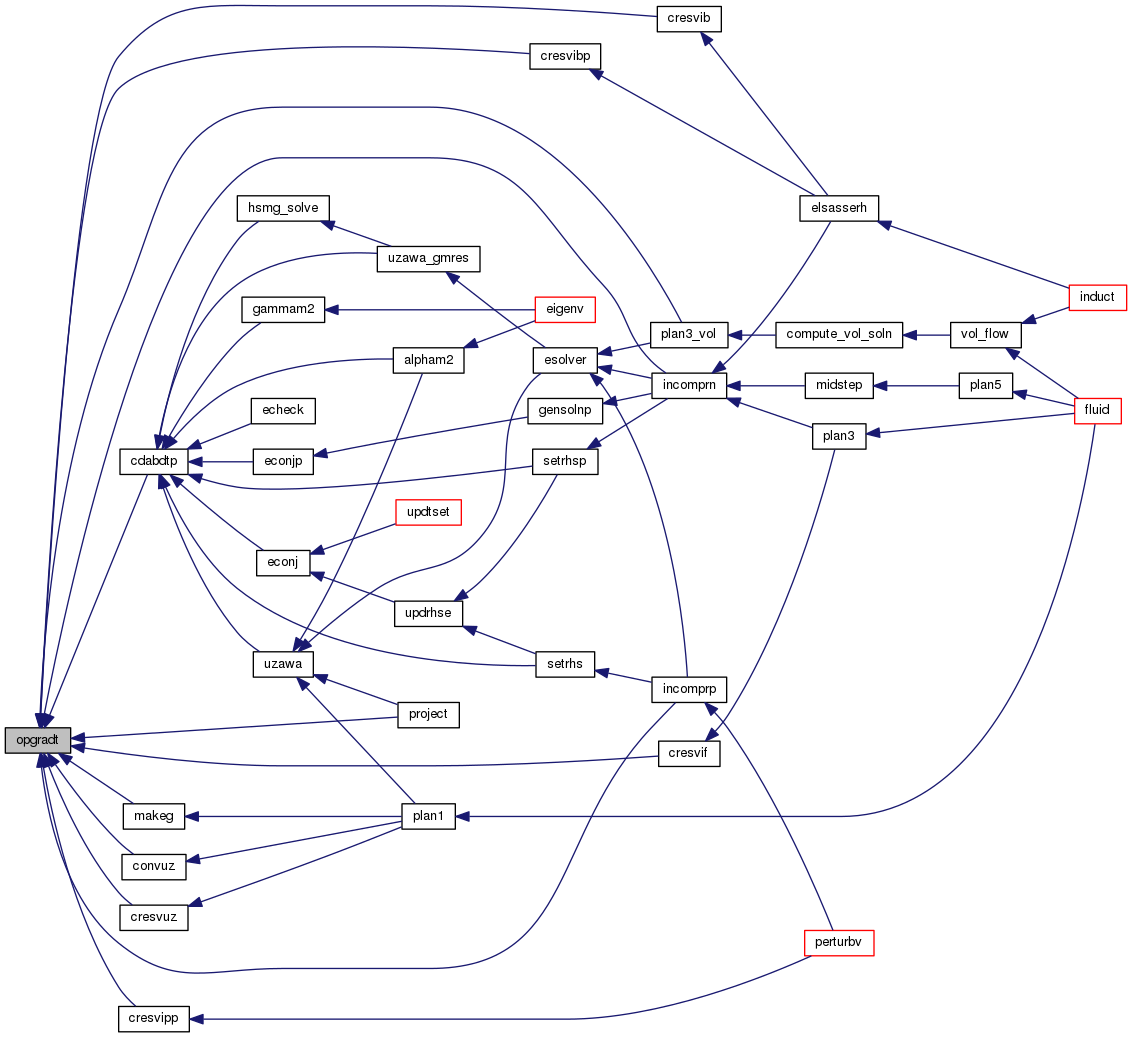 cresvib
cresvibp
hsmg_solve
elsasserh
uzawa_gmres
induct
gammam2
eigenv
plan3_vol
compute_vol_soln
vol_flow
alpham2
esolver
incomprn
midstep
plan5
echeck
gensolnp
fluid
plan3
cdabdtp
econjp
setrhsp
updtset
econj
updrhse
uzawa
setrhs
incomprp
project
opgradt
cresvif
makeg
plan1
convuz
cresvuz
perturbv
cresvipp